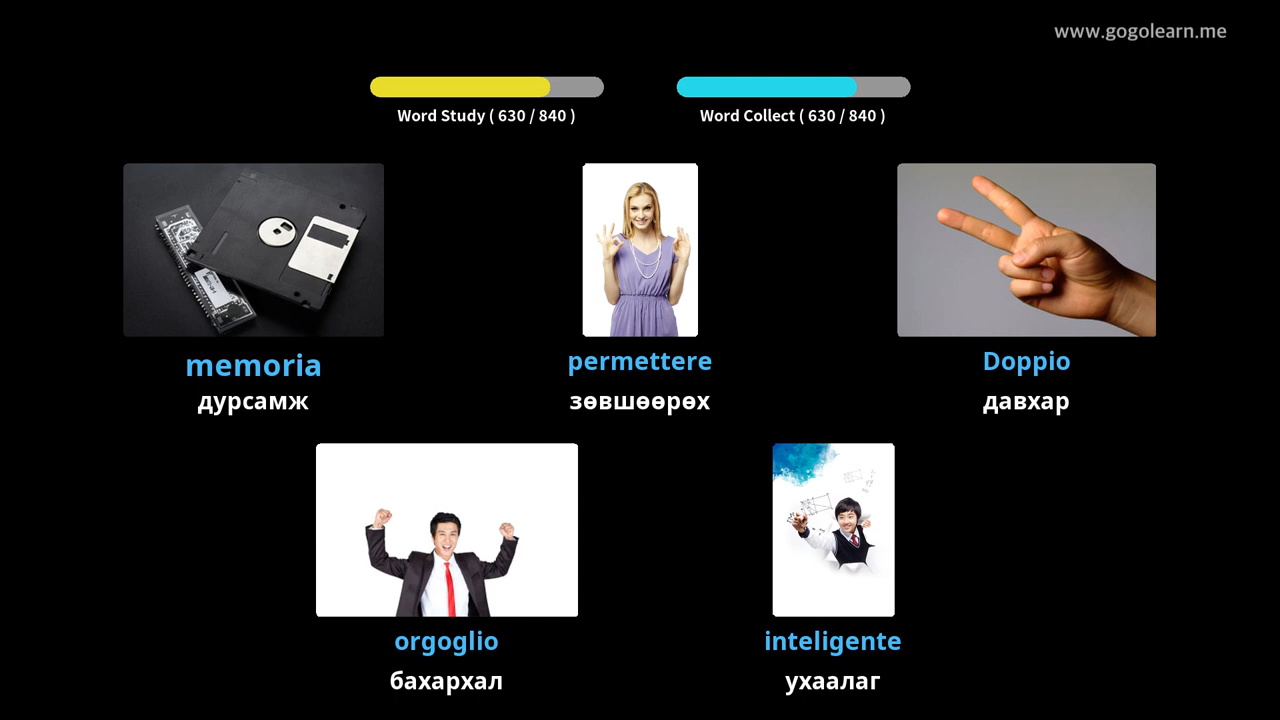 www.gogolearn.me
Word Study ( 630 / 840 )
Word Collect ( 630 / 840 )
memoria
дурсамж
permettere
зөвшөөрөх
Doppio
давхар
orgoglio
бахархал
inteligente
ухаалаг